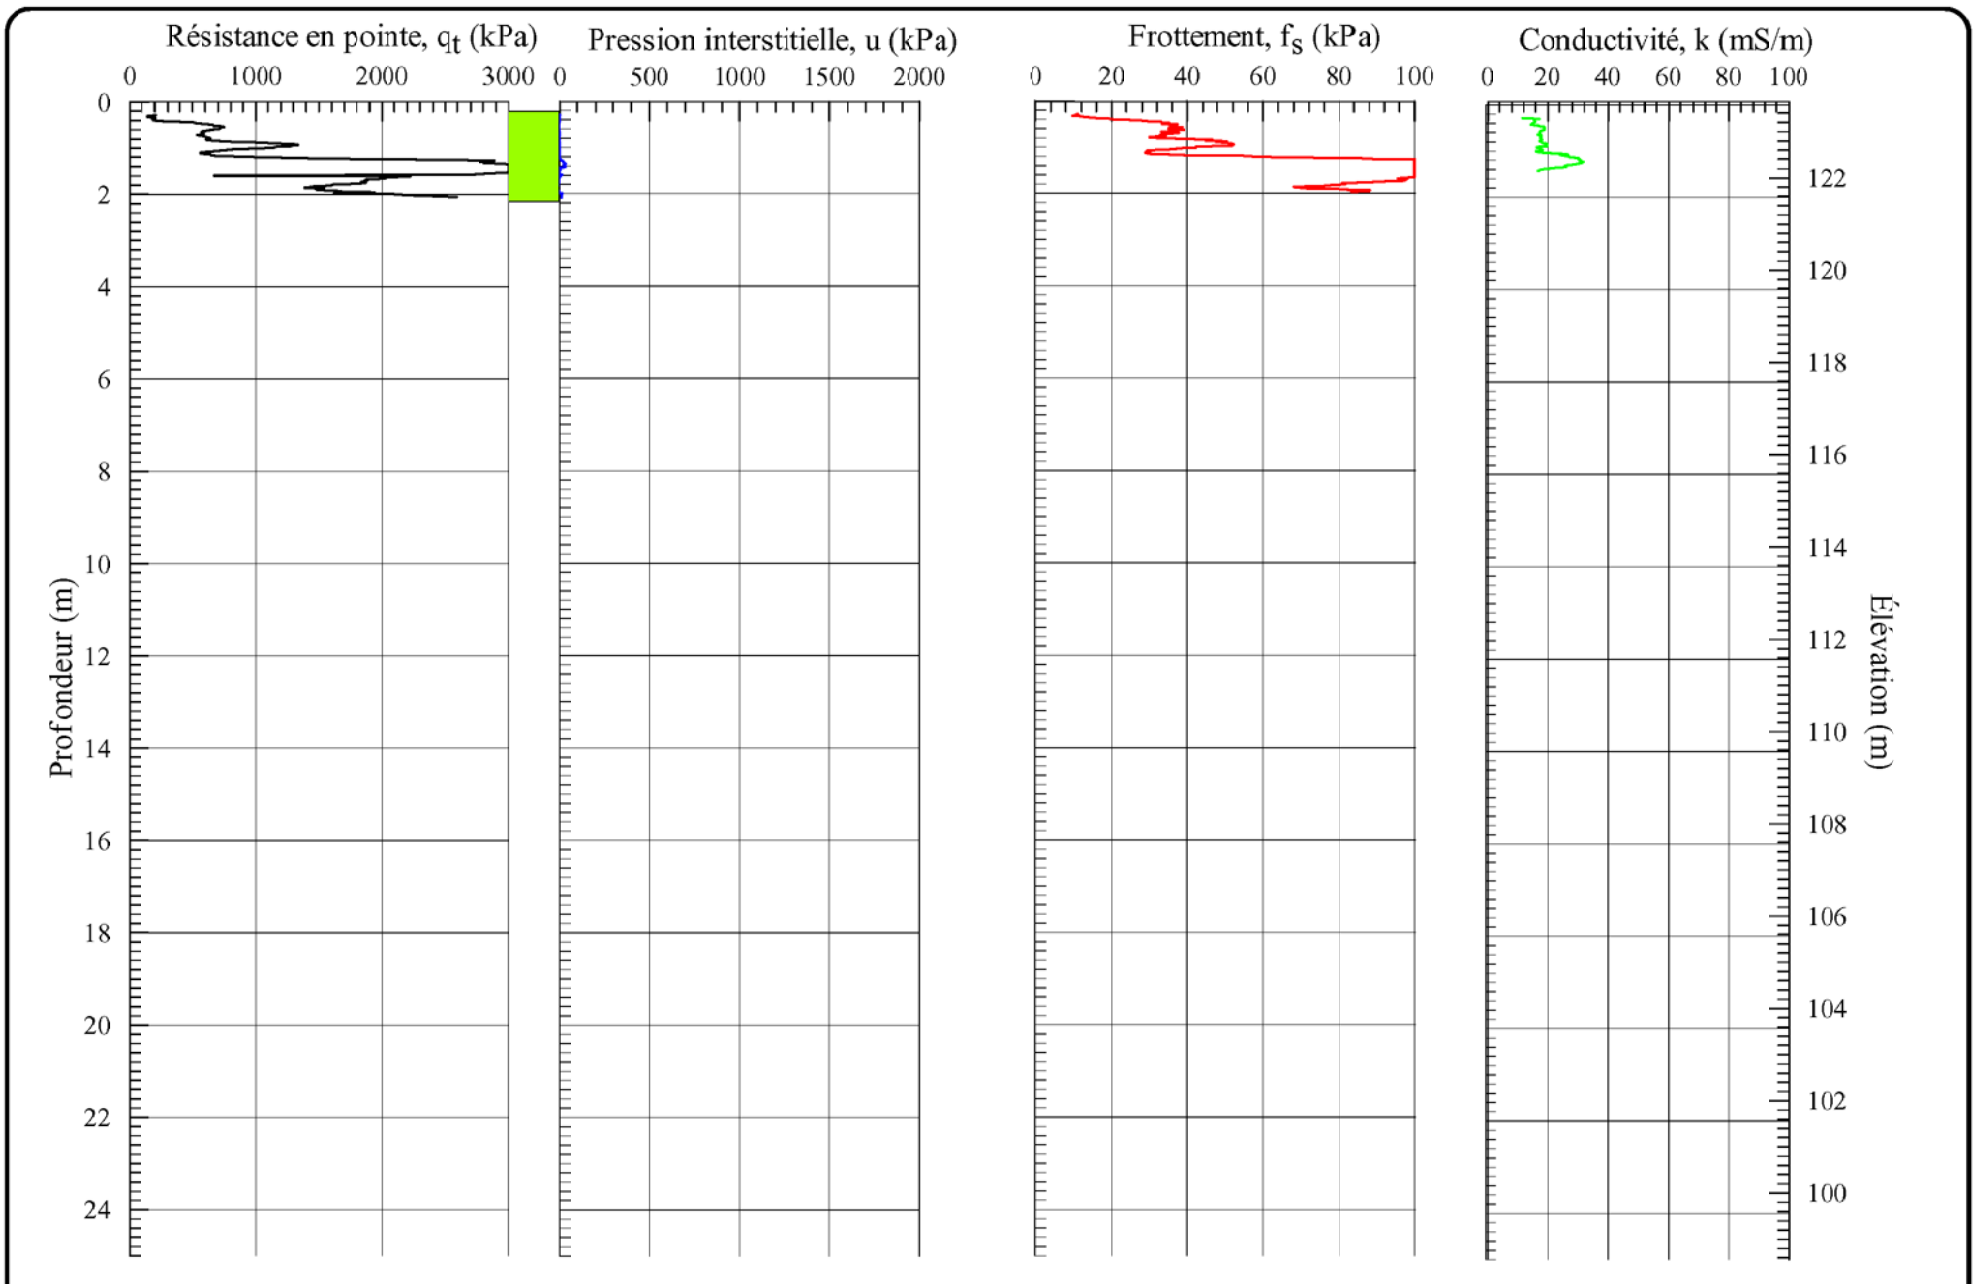 Résistance en pointe, qt (kPa)
Pression interstitielle, u (kPa)
Frottement, fs (kPa)
Conductivité, k (mS/m)
0 1000 2000 3000
0 500 1000 1500 2000
0 20 40 60 80 100
0 20 40 60 80 100
Profondeur (m)
0
2
4
6
8
10
12
14
16
18
20
22
24
122
120
118
116
114
112
110
108
106
104
102
100
Élévation (m)